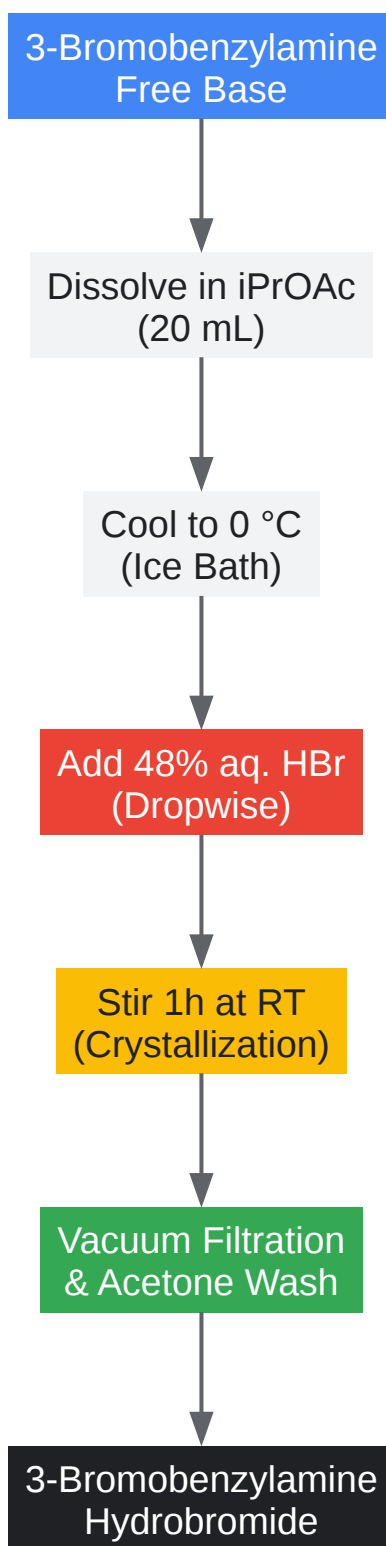 3-Bromobenzylamine
Free Base
Dissolve in iPrOAc
(20 mL)
Cool to 0 °C
(Ice Bath)
Add 48% aq. HBr
(Dropwise)
Stir 1h at RT
(Crystallization)
Vacuum Filtration
& Acetone Wash
3-Bromobenzylamine
Hydrobromide